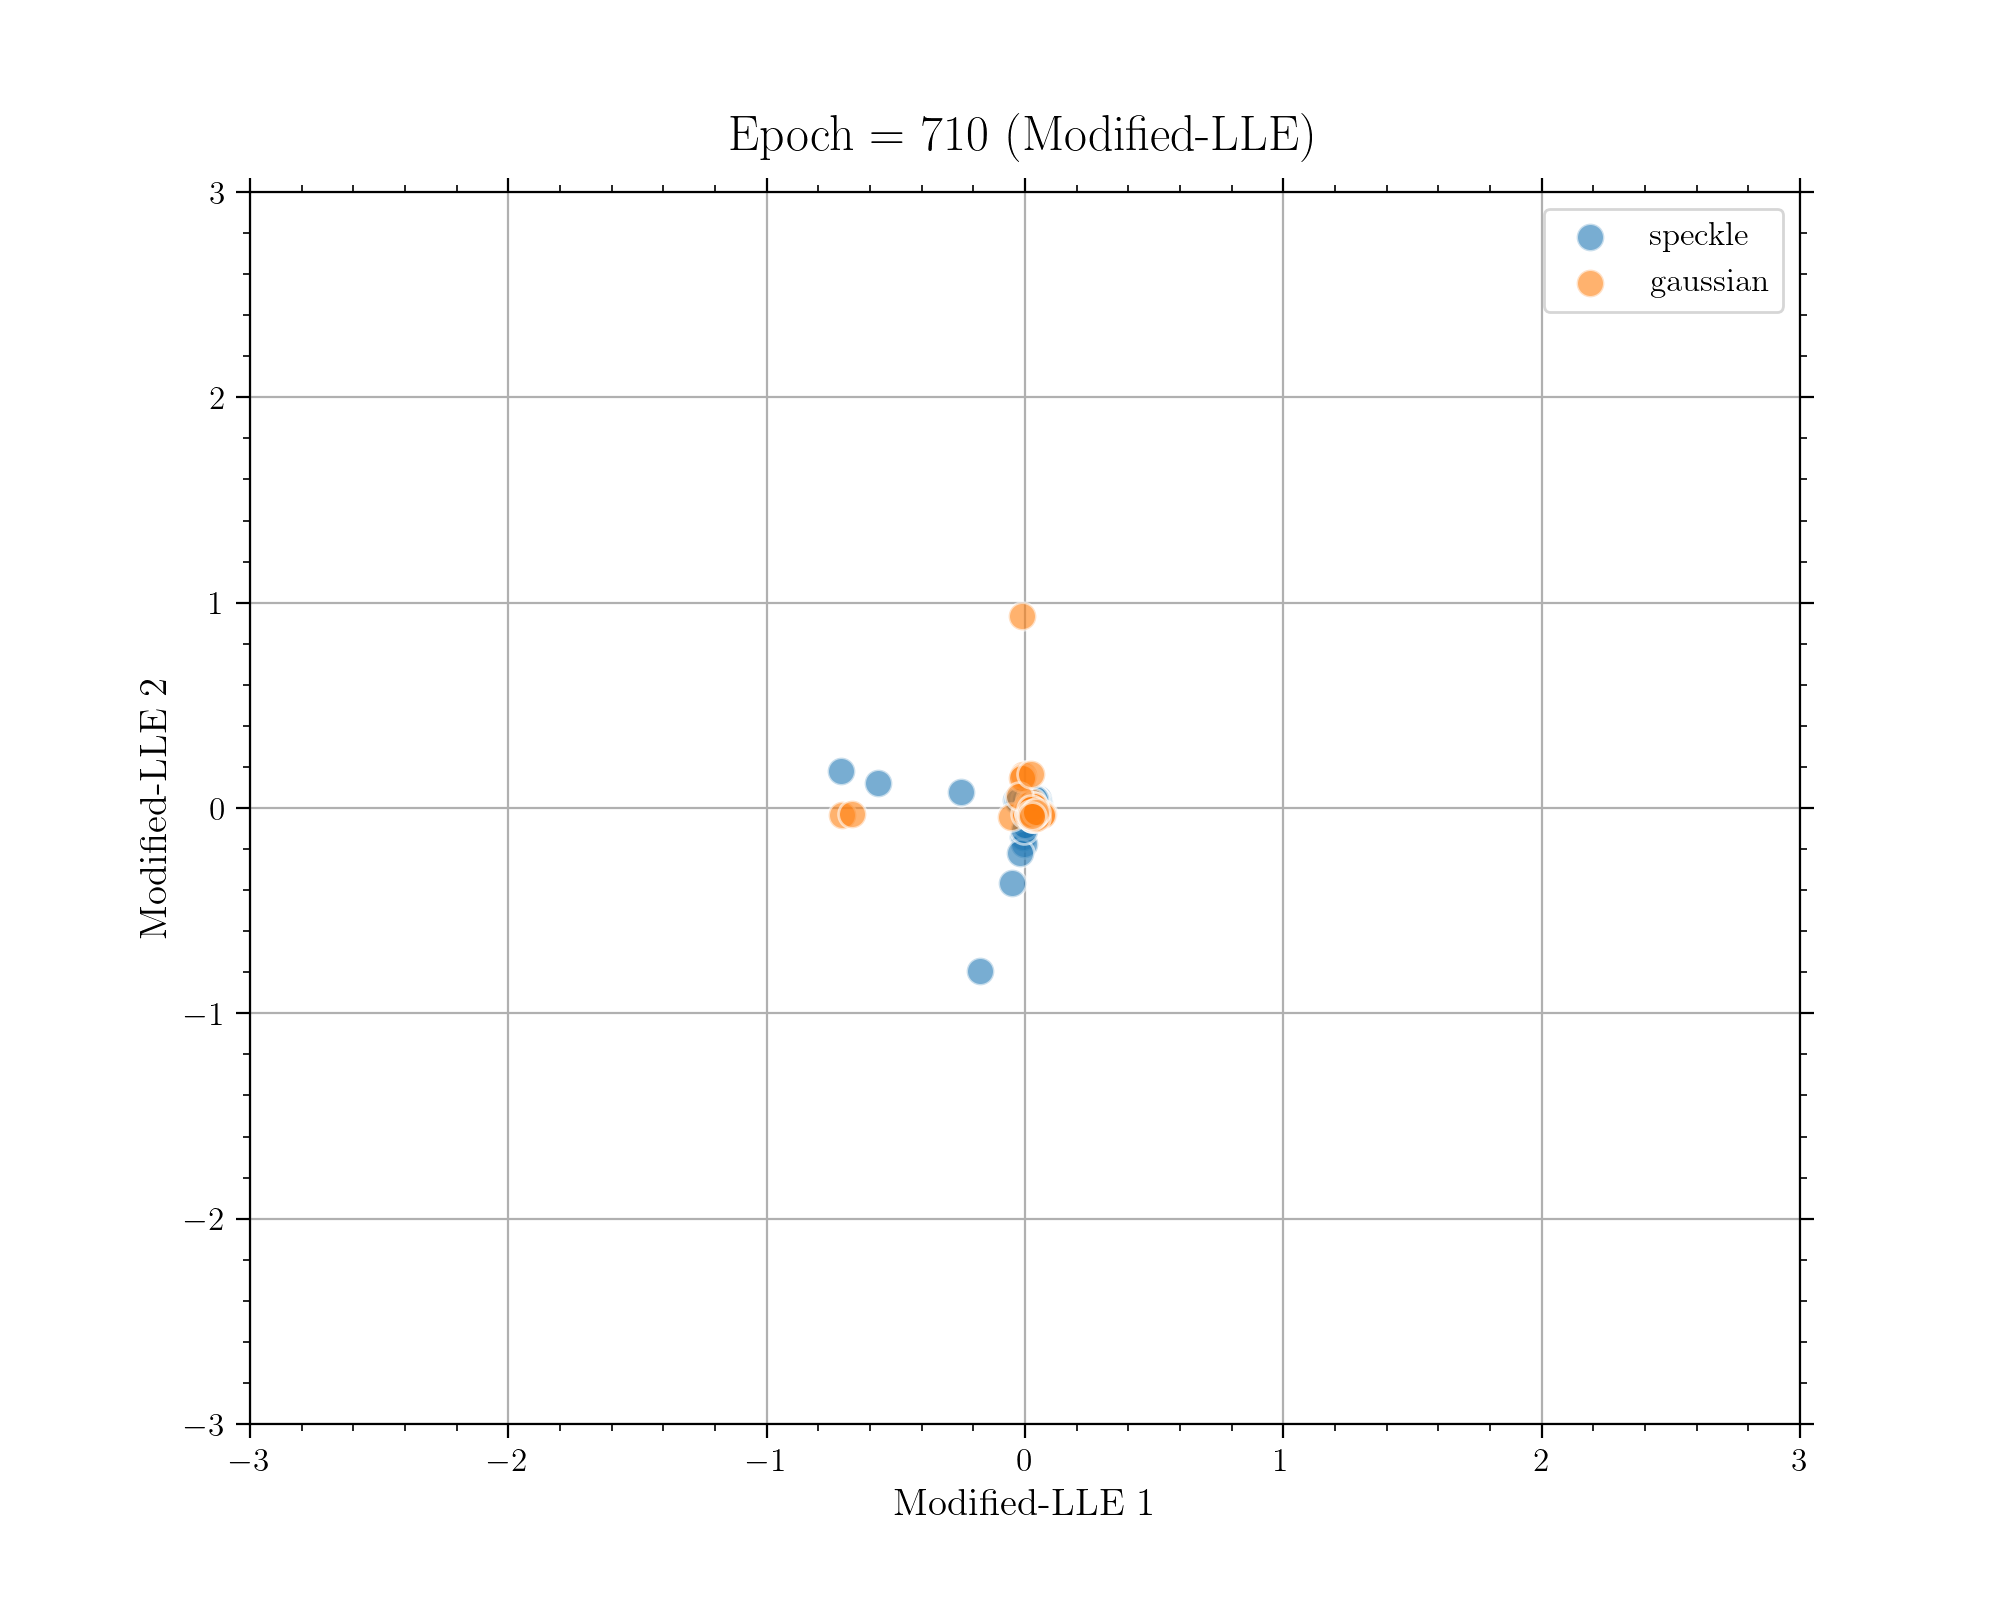 Epoch = 710 (Modified-LLE)
speckle
gaussian
3
2
1
0
−1
−2
−3
Modified-LLE 2
−3
−2
−1
0
1
2
3
Modified-LLE 1